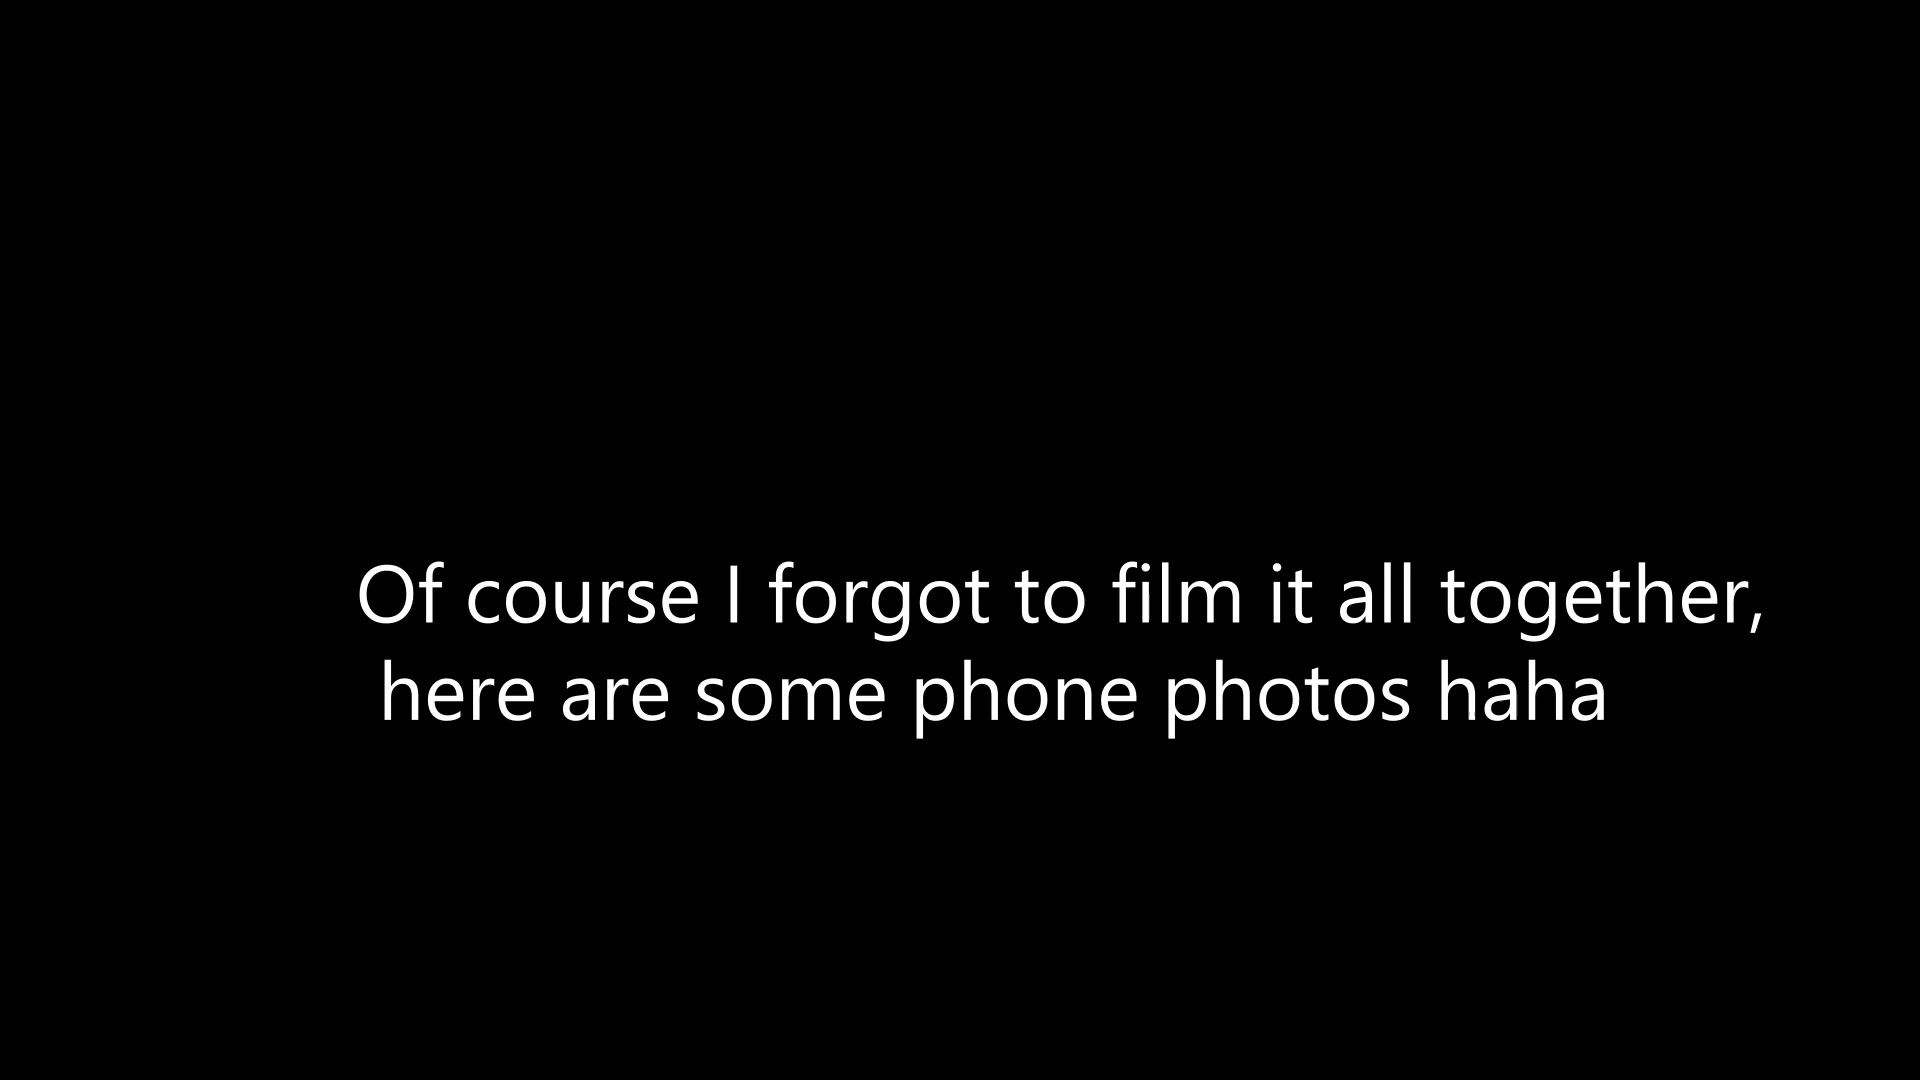 Of course I forgot to film it all together,
here are some phone photos haha